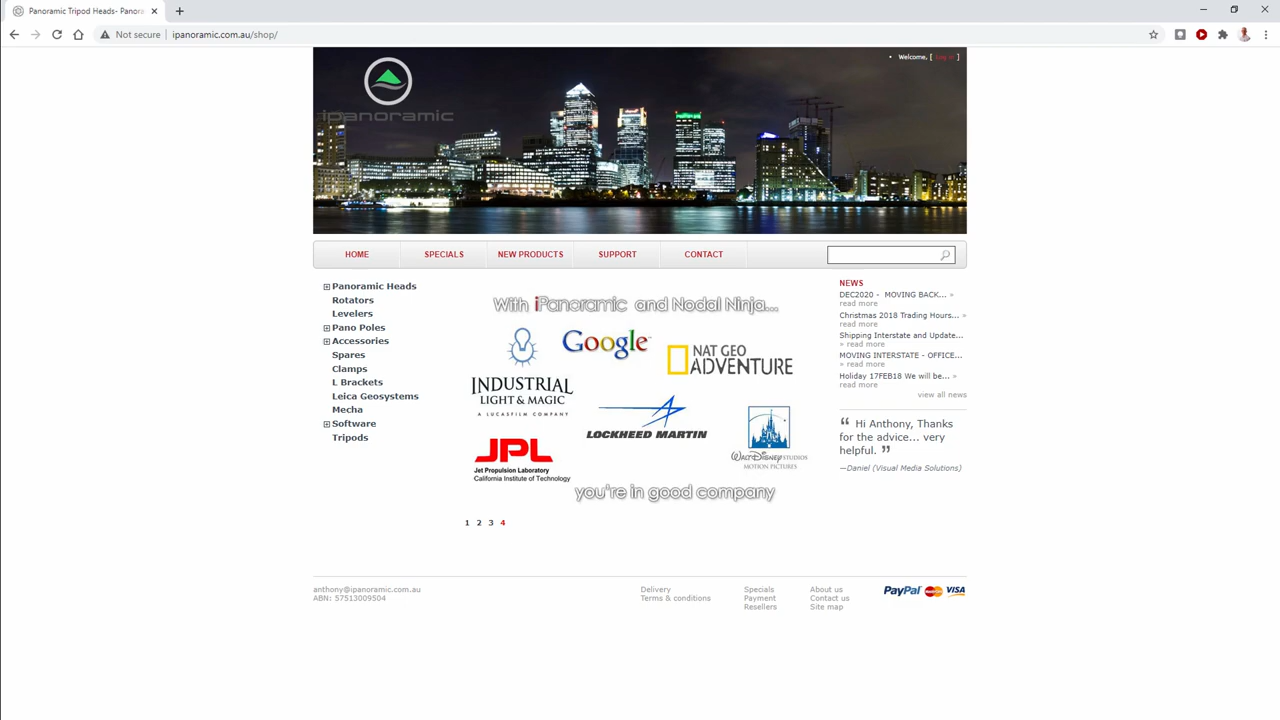 Panoramic Tripod Heads- Panora
Not secure
ipanoramic.com.au/shop/
ipanoramic
Welcome, [ Log in ]
HOME
SPECIALS
NEW PRODUCTS
SUPPORT
CONTACT
Panoramic Heads
Rotators
Levelers
Pano Poles
Accessories
Spares
Clamps
L Brackets
Leica Geosystems
Mecha
Software
Tripods
With iPanoramic and Nodal Ninja...
Google
NAT GEO
ADVENTURE
INDUSTRIAL
LIGHT & MAGIC
A LUCASFILM COMPANY
LOCKHEED MARTIN
WALT DISNEY STUDIOS
MOTION PICTURES
JPL
Jet Propulsion Laboratory
California Institute of Technology
you're in good company
1 2 3 4
NEWS
DEC2020 - MOVING BACK... »
read more
Christmas 2018 Trading Hours... »
read more
Shipping Interstate and Update...
» read more
MOVING INTERSTATE - OFFICE...
» read more
Holiday 17FEB18 We will be... »
read more
view all news
“ Hi Anthony, Thanks
for the advice... very
helpful. ”
—Daniel (Visual Media Solutions)
anthony@ipanoramic.com.au
ABN: 57513009504
Delivery
Terms & conditions
Specials
Payment
Resellers
About us
Contact us
Site map
PayPal
MasterCard
VISA